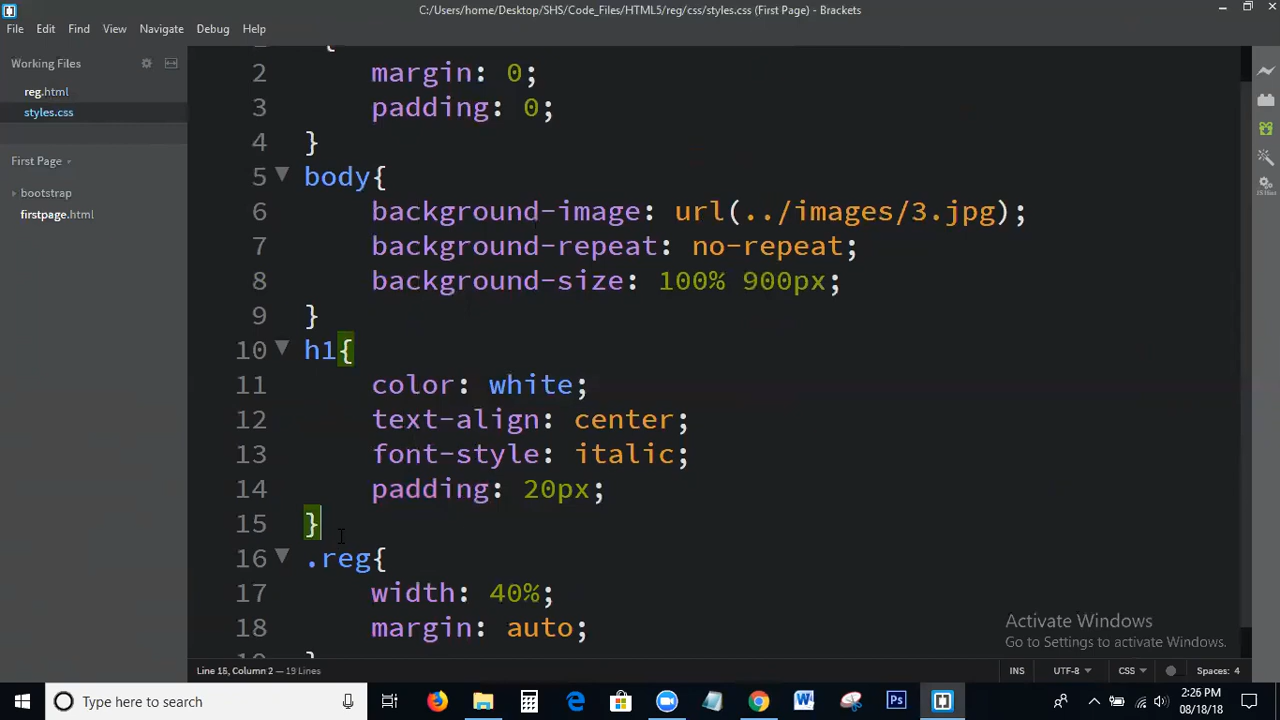 C:/Users/home/Desktop/SHS/Code_Files/HTML5/reg/css/styles.css (First Page) - Brackets
File Edit Find View Navigate Debug Help
Working Files
reg.html
styles.css
First Page
bootstrap
firstpage.html
{
2 margin: 0;
3 padding: 0;
4 }
5 body{
6 background-image: url(../images/3.jpg);
7 background-repeat: no-repeat;
8 background-size: 100% 900px;
9 }
10 h1{
11 color: white;
12 text-align: center;
13 font-style: italic;
14 padding: 20px;
15 }
16 .reg{
17 width: 40%;
18 margin: auto;
}
Activate Windows
Go to Settings to activate Windows.
Line 15, Column 2 — 19 Lines
INS UTF-8 CSS Spaces: 4
Type here to search
2:26 PM
08/18/18